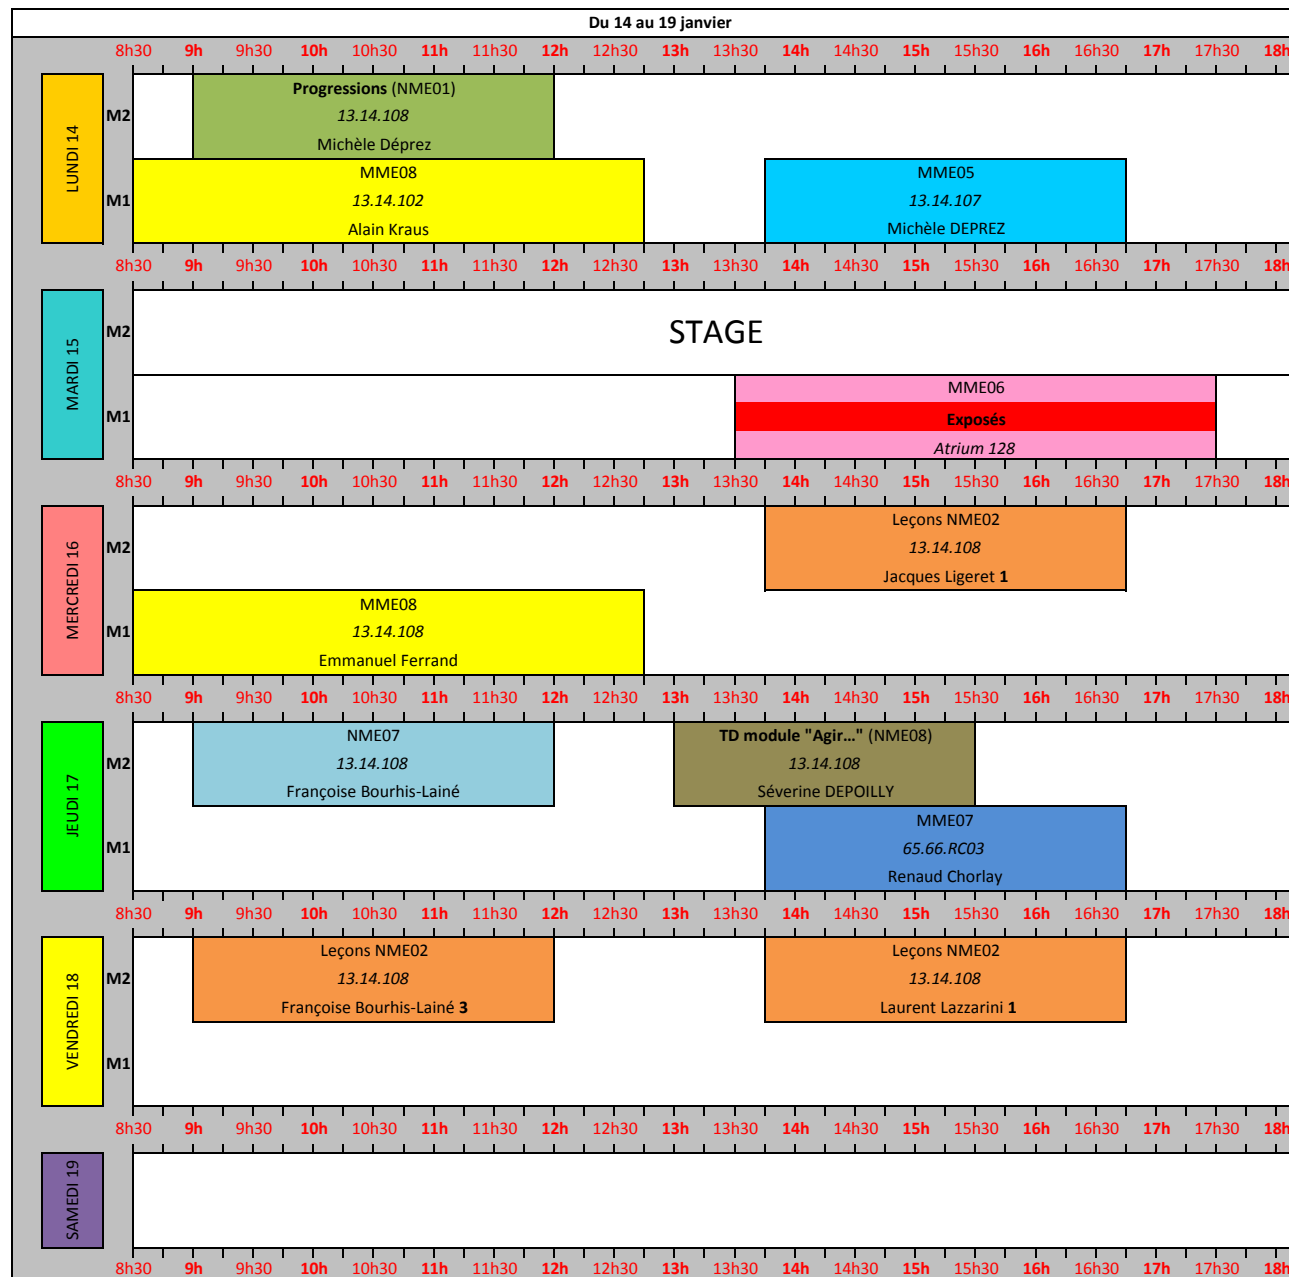 Du 14 au 19 janvier
8h30 9h 9h30 10h 10h30 11h 11h30 12h 12h30 13h 13h30 14h 14h30 15h 15h30 16h 16h30 17h 17h30 18h
LUNDI 14
M2
Progressions (NME01)
13.14.108
Michèle Déprez
M1
MME08
13.14.102
Alain Kraus
MME05
13.14.107
Michèle DEPREZ
8h30 9h 9h30 10h 10h30 11h 11h30 12h 12h30 13h 13h30 14h 14h30 15h 15h30 16h 16h30 17h 17h30 18h
MARDI 15
M2
STAGE
M1
MME06
Exposés
Atrium 128
8h30 9h 9h30 10h 10h30 11h 11h30 12h 12h30 13h 13h30 14h 14h30 15h 15h30 16h 16h30 17h 17h30 18h
MERCREDI 16
M2
Leçons NME02
13.14.108
Jacques Ligeret 1
M1
MME08
13.14.108
Emmanuel Ferrand
8h30 9h 9h30 10h 10h30 11h 11h30 12h 12h30 13h 13h30 14h 14h30 15h 15h30 16h 16h30 17h 17h30 18h
JEUDI 17
M2
NME07
13.14.108
Françoise Bourhis-Lainé
TD module "Agir…" (NME08)
13.14.108
Séverine DEPOILLY
M1
MME07
65.66.RC03
Renaud Chorlay
8h30 9h 9h30 10h 10h30 11h 11h30 12h 12h30 13h 13h30 14h 14h30 15h 15h30 16h 16h30 17h 17h30 18h
VENDREDI 18
M2
Leçons NME02
13.14.108
Françoise Bourhis-Lainé 3
Leçons NME02
13.14.108
Laurent Lazzarini 1
M1
8h30 9h 9h30 10h 10h30 11h 11h30 12h 12h30 13h 13h30 14h 14h30 15h 15h30 16h 16h30 17h 17h30 18h
SAMEDI 19
8h30 9h 9h30 10h 10h30 11h 11h30 12h 12h30 13h 13h30 14h 14h30 15h 15h30 16h 16h30 17h 17h30 18h